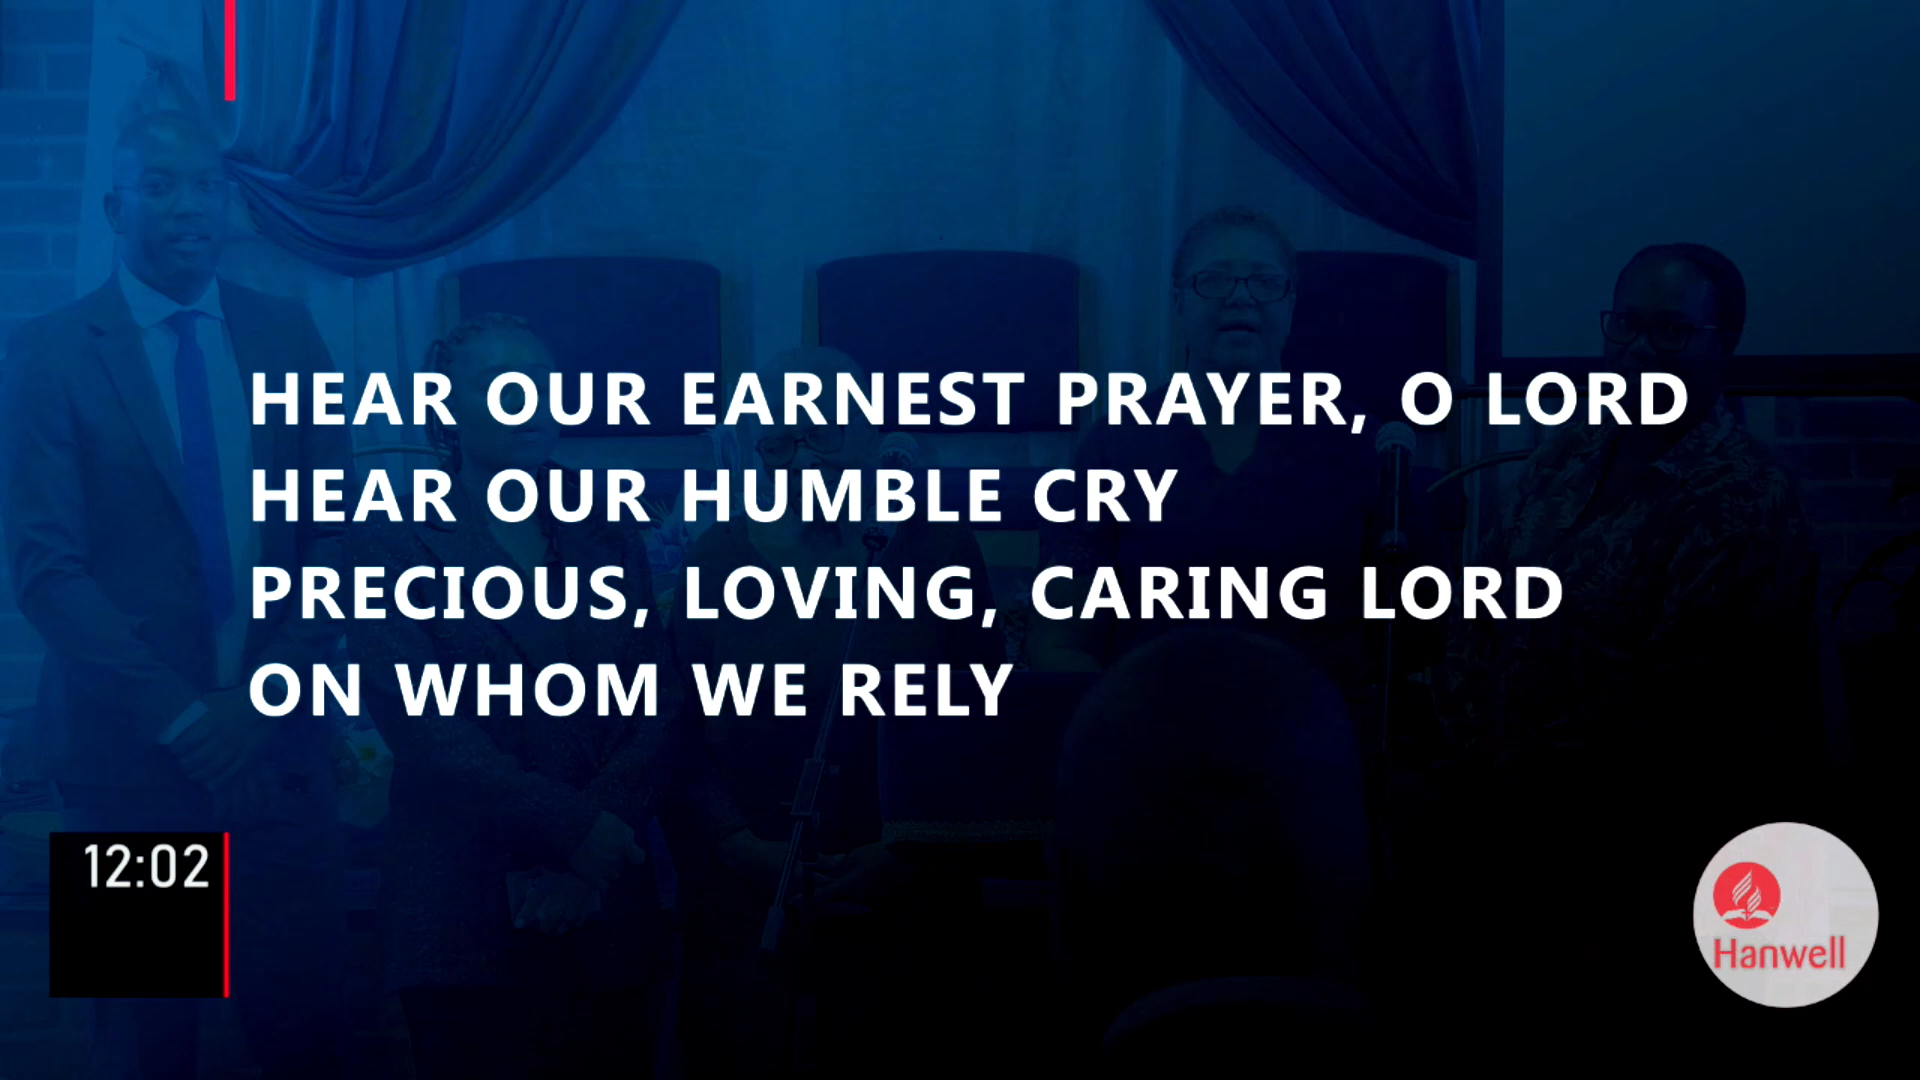 HEAR OUR EARNEST PRAYER, O LORD
HEAR OUR HUMBLE CRY
PRECIOUS, LOVING, CARING LORD
ON WHOM WE RELY
12:02
Hanwell